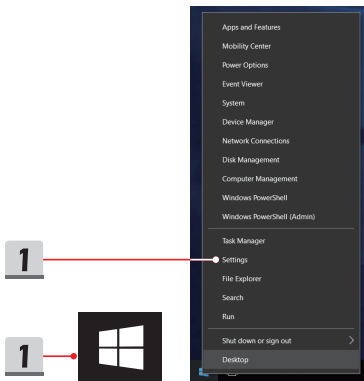 Apps and Features
Mobility Center
Power Options
Event Viewer
System
Device Manager
Network Connections
Disk Management
Computer Management
Windows PowerShell
Windows PowerShell (Admin)
Task Manager
1
Settings
File Explorer
Search
Run
Shut down or sign out
1
Desktop